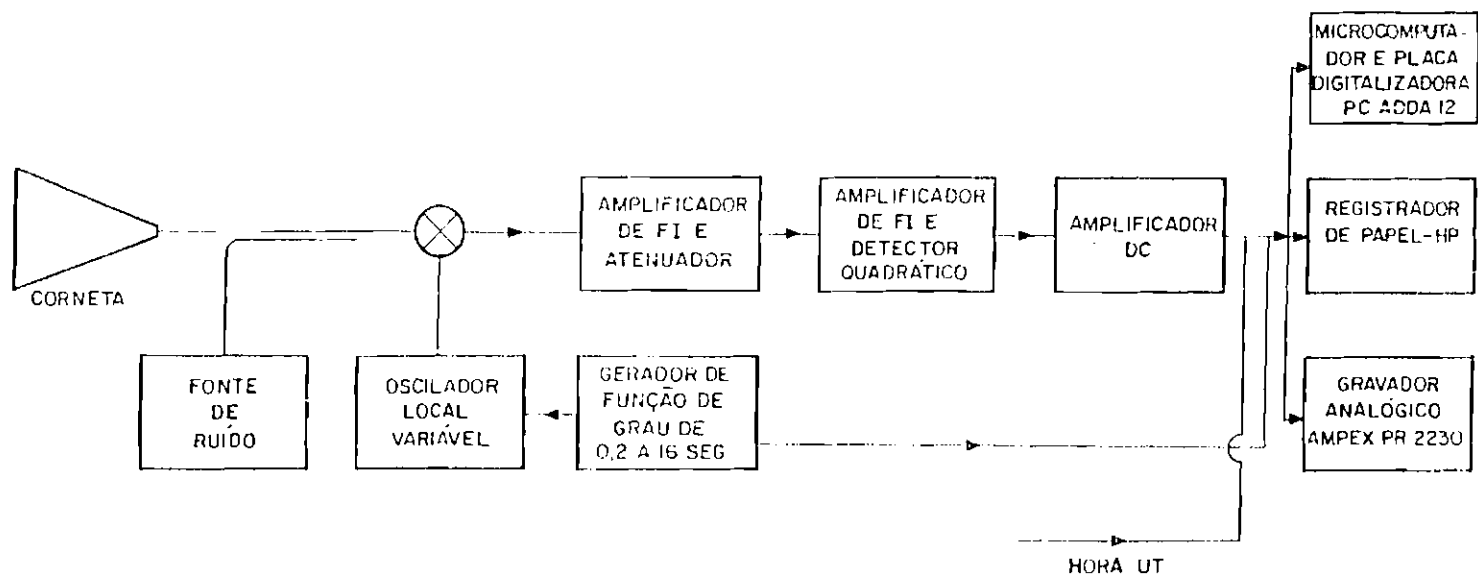 MICROCOMPUTA-
DOR E PLACA
DIGITALIZADORA
PC ADDA 12
CORNETA
AMPLIFICADOR
DE FI E
ATENUADOR
AMPLIFICADOR
DE FI E
DETECTOR
QUADRÁTICO
AMPLIFICADOR
DC
REGISTRADOR
DE PAPEL-HP
FONTE
DE
RUÍDO
OSCILADOR
LOCAL
VARIÁVEL
GERADOR DE
FUNÇÃO DE
GRAU DE
0,2 A 16 SEG
GRAVADOR
ANALÓGICO
AMPEX PR 2230
HORA UT